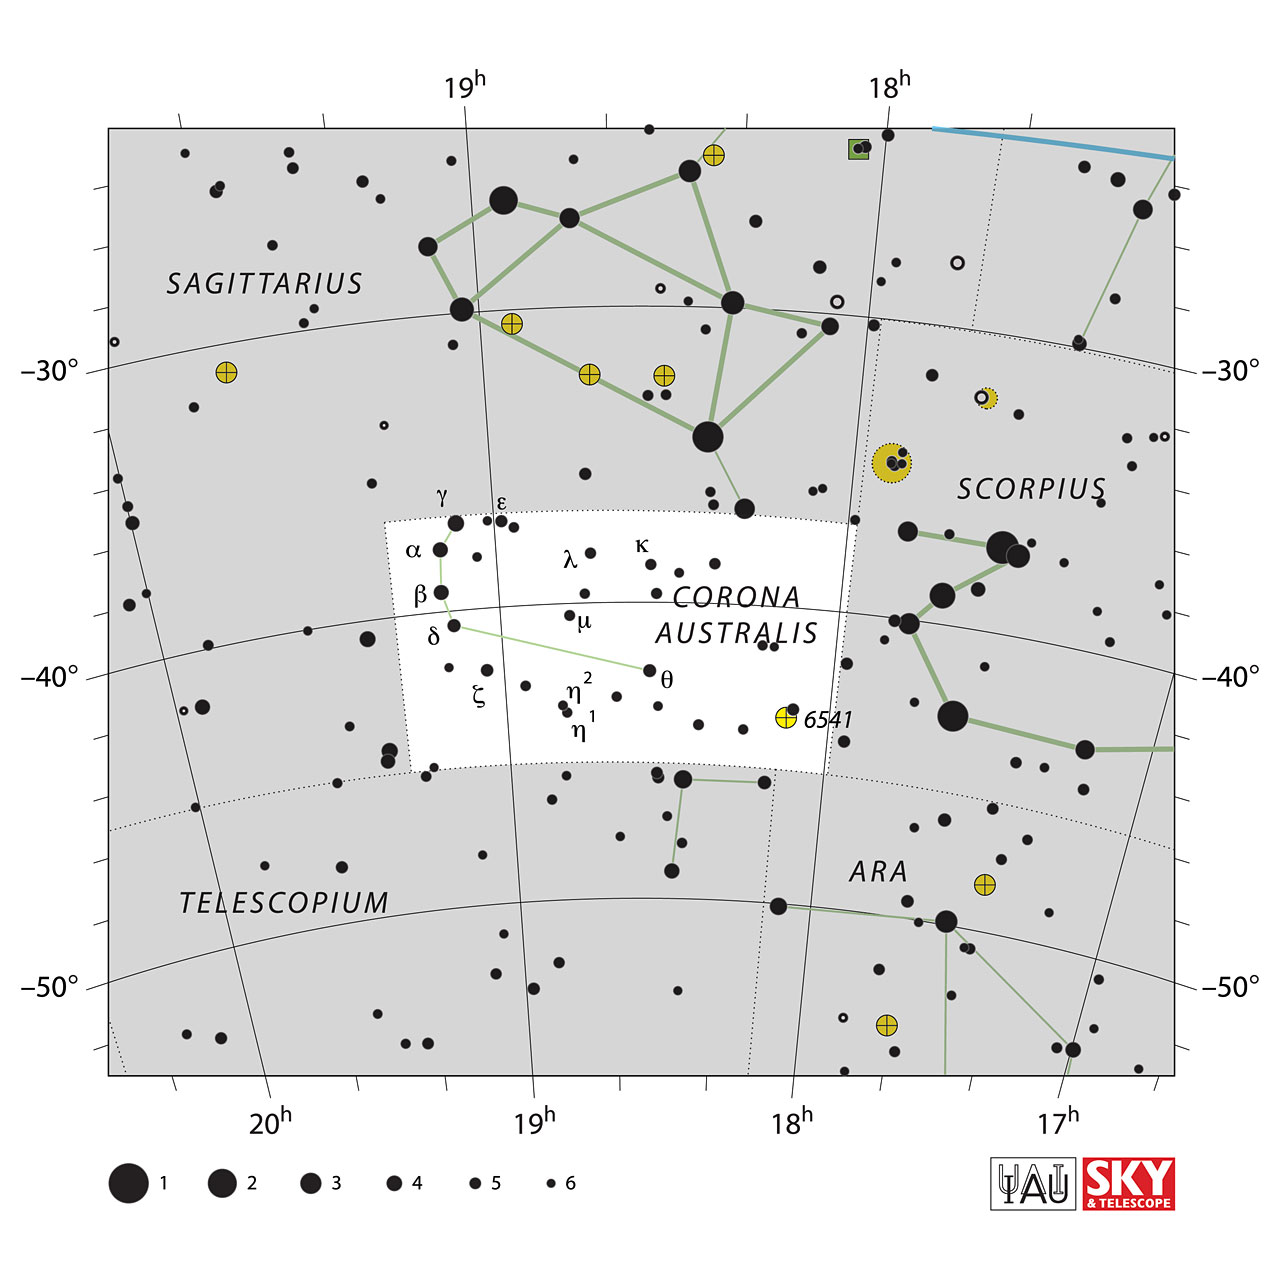 19h 18h
SAGITTARIUS
–30° –30°
SCORPIUS
γ ε
α λ κ
β CORONA
μ AUSTRALIS
δ
–40° θ –40°
ζ η2
η1 6541
ARA
TELESCOPIUM
–50° –50°
20h 19h 18h 17h
1 2 3 4 5 6
IAU SKY
& TELESCOPE